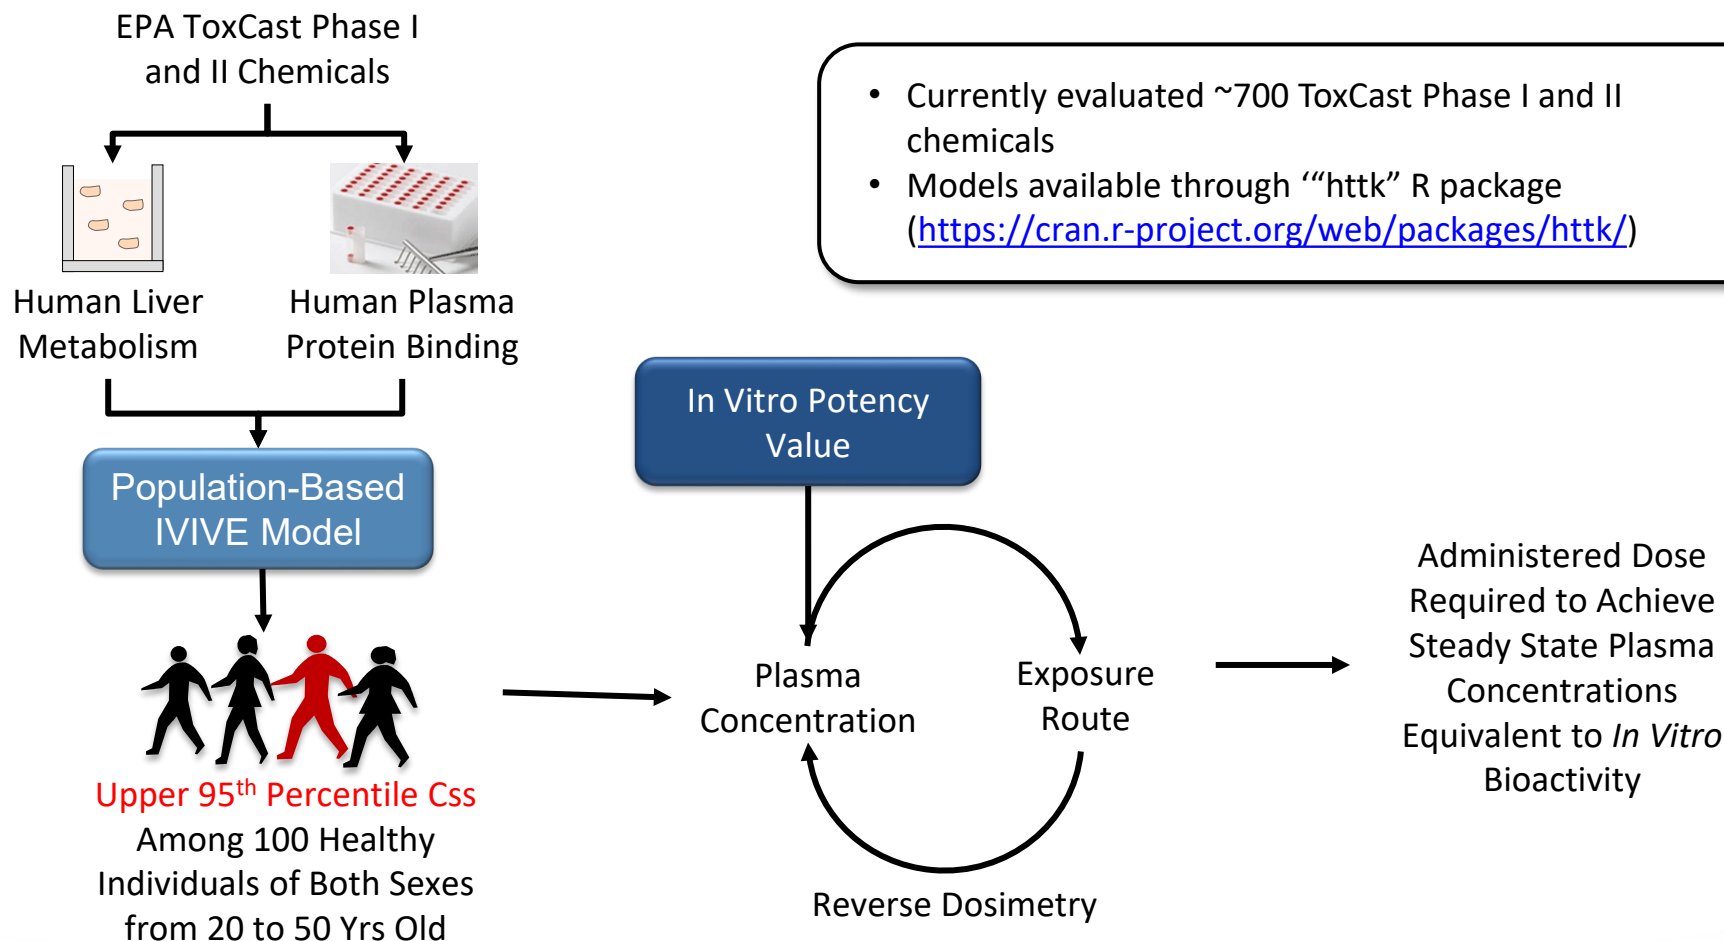 EPA ToxCast Phase I
and II Chemicals
• Currently evaluated ~700 ToxCast Phase I and II
chemicals
• Models available through ‘“httk” R package
(https://cran.r-project.org/web/packages/httk/)
Human Liver
Metabolism
Human Plasma
Protein Binding
In Vitro Potency
Value
Population-Based
IVIVE Model
Upper 95th Percentile Css
Among 100 Healthy
Individuals of Both Sexes
from 20 to 50 Yrs Old
Plasma
Concentration
Exposure
Route
Reverse Dosimetry
Administered Dose
Required to Achieve
Steady State Plasma
Concentrations
Equivalent to In Vitro
Bioactivity